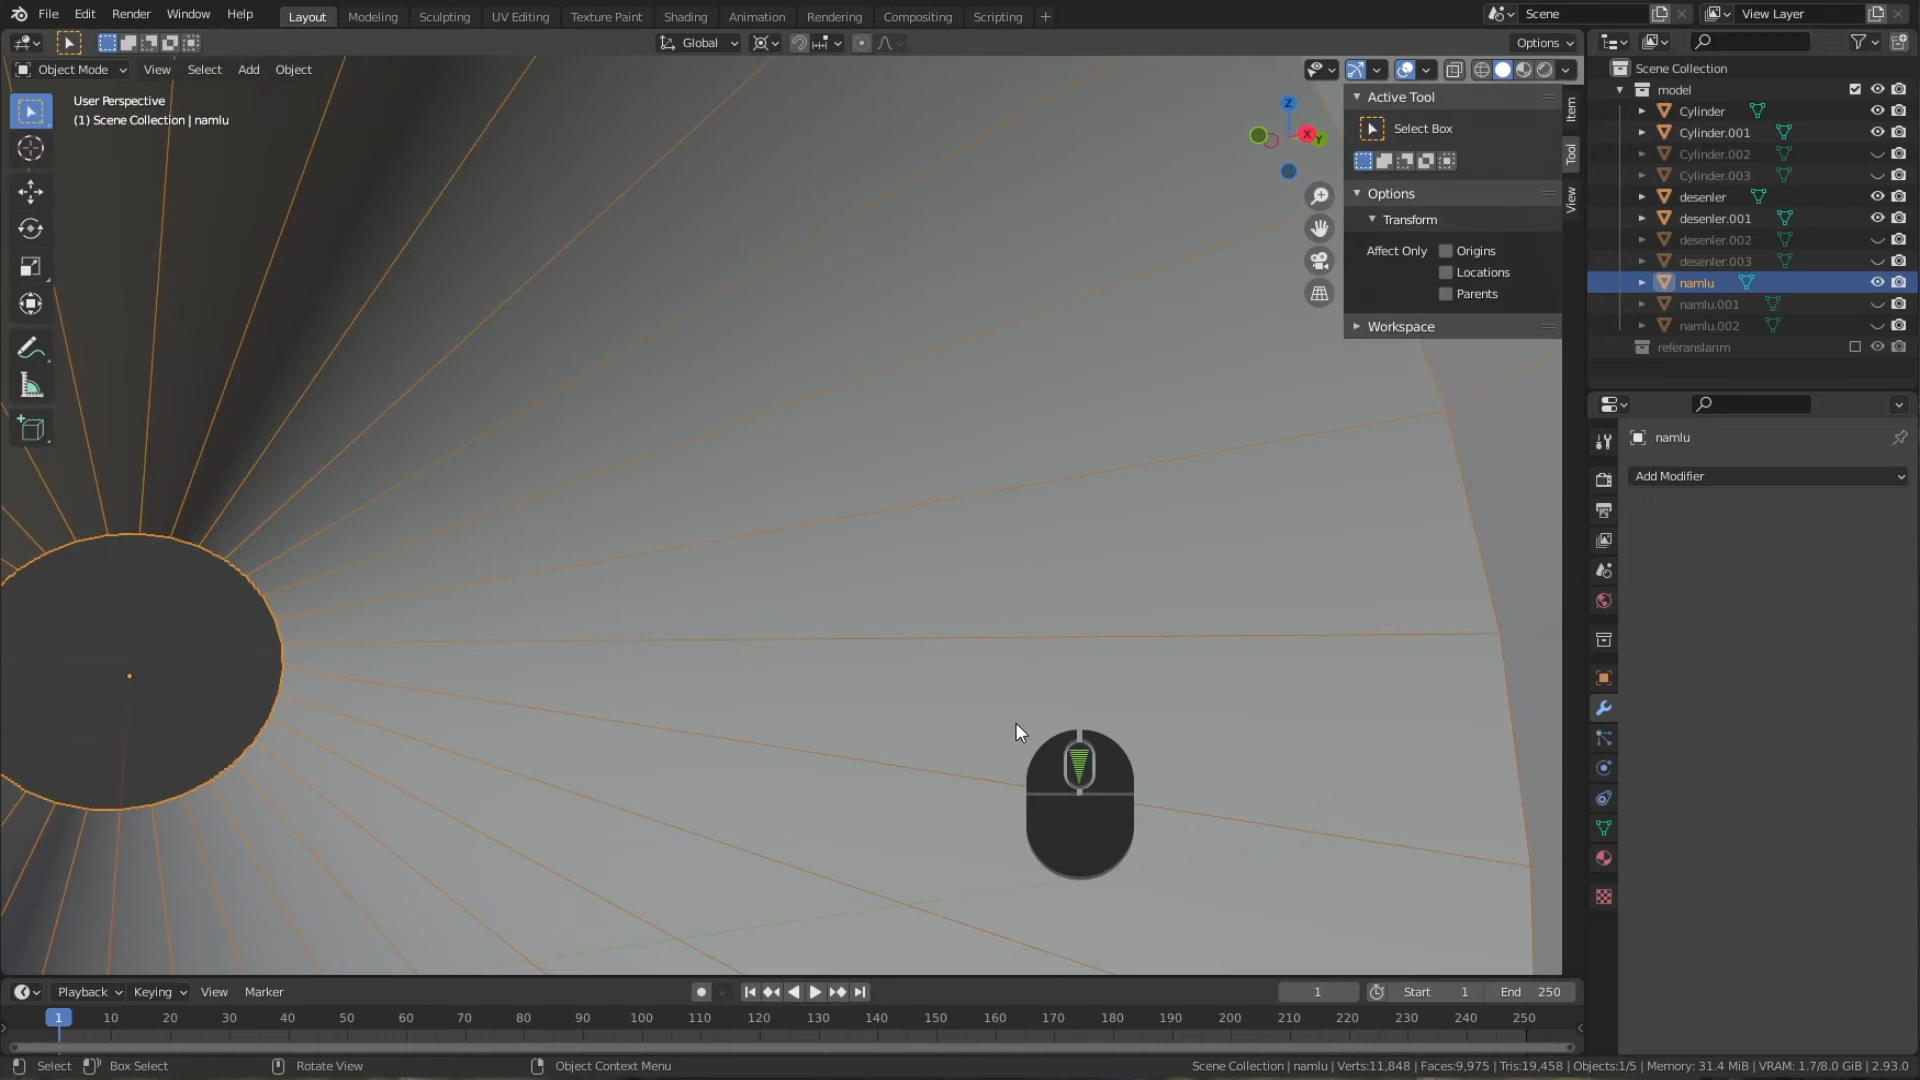 File Edit Render Window Help Layout Modeling Sculpting UV Editing Texture Paint Shading Animation Rendering Compositing Scripting + Scene View Layer
Global Options
Object Mode View Select Add Object
User Perspective
(1) Scene Collection | namlu
Z
X
Y
Active Tool
Select Box
Options
Transform
Affect Only Origins
Locations
Parents
Workspace
Item
Tool
View
Scene Collection
model
Cylinder
Cylinder.001
Cylinder.002
Cylinder.003
desenler
desenler.001
desenler.002
desenler.003
namlu
namlu.001
namlu.002
referanslarım
namlu
Add Modifier
Playback Keying View Marker 1 Start 1 End 250
1 10 20 30 40 50 60 70 80 90 100 110 120 130 140 150 160 170 180 190 200 210 220 230 240 250
Select Box Select Rotate View Object Context Menu Scene Collection | namlu | Verts:11,848 | Faces:9,975 | Tris:19,458 | Objects:1/5 | Memory: 31.4 MiB | VRAM: 1.7/8.0 GiB | 2.93.0